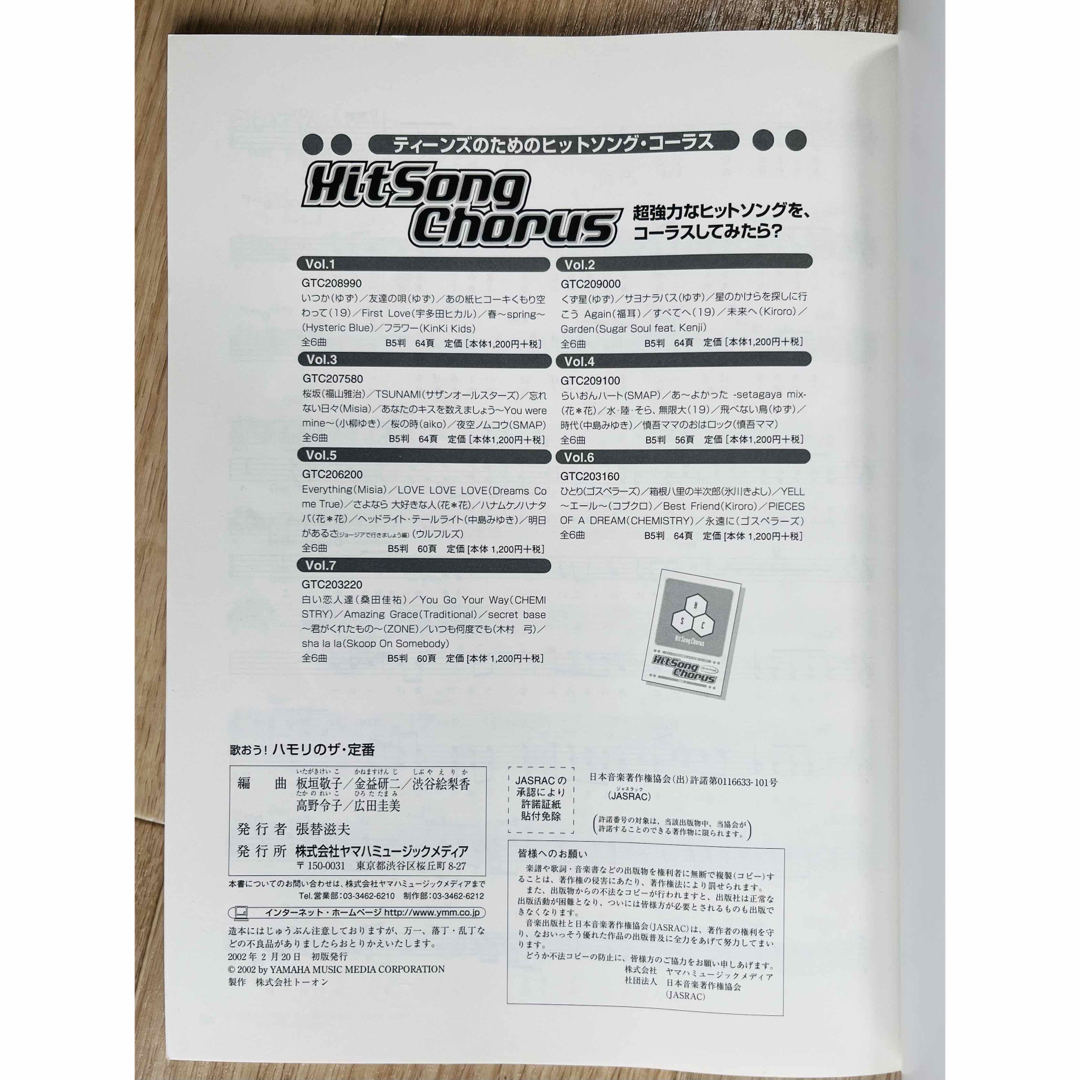 ティーンズのためのヒットソング・コーラス
HitSong
Chorus
超強力なヒットソングを、
コーラスしてみたら?
Vol.1
GTC208990
いつか(ゆず)/友達の唄(ゆず)/あの紙ヒコーキくもり空
わって(19)/First Love(宇多田ヒカル)/春〜spring〜
(Hysteric Blue)/フラワー(KinKi Kids)
全6曲 B5判 64頁 定価[本体1,200円+税]
Vol.2
GTC209000
くず星(ゆず)/サヨナラバス(ゆず)/星のかけらを探しに行
こう Again(福耳)/すべてへ(19)/未来へ(Kiroro)/
Garden(Sugar Soul feat. Kenji)
全6曲 B5判 64頁 定価[本体1,200円+税]
Vol.3
GTC207580
桜坂(福山雅治)/TSUNAMI(サザンオールスターズ)/忘れ
ない日々(Misia)/あなたのキスを数えましょう〜You were
mine〜(小柳ゆき)/桜の時(aiko)/夜空ノムコウ(SMAP)
全6曲 B5判 64頁 定価[本体1,200円+税]
Vol.4
GTC209100
らいおんハート(SMAP)/あ〜よかった -setagaya mix-
(花*花)/水・陸・そら、無限大(19)/飛べない鳥(ゆず)/
時代(中島みゆき)/慎吾ママのおはロック(慎吾ママ)
全6曲 B5判 56頁 定価[本体1,200円+税]
Vol.5
GTC206200
Everything(Misia)/LOVE LOVE LOVE(Dreams Co
me True)/さよなら 大好きな人(花*花)/ハナムケノハナタ
バ(花*花)/ヘッドライト・テールライト(中島みゆき)/明日
があるさ(ジョージアで行きましょう編)(ウルフルズ)
全6曲 B5判 60頁 定価[本体 1,200円+税]
Vol.6
GTC203160
ひとり(ゴスペラーズ)/箱根八里の半次郎(氷川きよし)/YELL
〜エール〜(コブクロ)/Best Friend(Kiroro)/PIECES
OF A DREAM(CHEMISTRY)/永遠に(ゴスペラーズ)
全6曲 B5判 64頁 定価[本体 1,200円+税]
Vol.7
GTC203220
白い恋人達(桑田佳祐)/You Go Your Way(CHEMI
STRY)/Amazing Grace(Traditional)/secret base
〜君がくれたもの〜(ZONE)/いつも何度でも(木村 弓)/
sha la la(Skoop On Somebody)
全6曲 B5判 60頁 定価[本体 1,200円+税]
H
S C
Hit Song Chorus
HitSong
Chorus
歌おう! ハモリのザ・定番
いたがきけいこ かねますけんじ しぶやえりか
編 曲 板垣敬子/金益研二/渋谷絵梨香
たかのれいこ ひろたたまみ
高野令子/広田圭美
発行者 張替滋夫
発行所 株式会社ヤマハミュージックメディア
〒150-0031 東京都渋谷区桜丘町 8-27
本書についてのお問い合せは、株式会社ヤマハミュージックメディアまで
Tel.営業部:03-3462-6210 制作部:03-3462-6212
インターネット・ホームページ http://www.ymm.co.jp
造本にはじゅうぶん注意しておりますが、万一、落丁・乱丁な
どの不良品がありましたらおとりかえいたします。
2002年 2月20日 初版発行
© 2002 by YAMAHA MUSIC MEDIA CORPORATION
製作 株式会社トーオン
JASRACの
承認により
許諾証紙
貼付免除
日本音楽著作権協会(出)許諾第0116633-101号
ジャスラック
(JASRAC)
(許諾番号の対象は、当該出版物中、当協会が
許諾することのできる著作物に限られます。)
皆様へのお願い
楽譜や歌詞・音楽書などの出版物を権利者に無断で複製(コピー)す
ることは、著作権の侵害にあたり、著作権法により罰せられます。
また、出版物からの不法なコピーが行われますと、出版社は正常な
出版活動が困難となり、ついには皆様方が必要とされるものも出版で
きなくなります。
音楽出版社と日本音楽著作権協会(JASRAC)は、著作者の権利を守
り、なおいっそう優れた作品の出版普及に全力をあげて努力してまい
ります。
どうか不法コピーの防止に、皆様方のご協力をお願い申しあげます。
株式会社 ヤマハミュージックメディア
社団法人 日本音楽著作権協会
(JASRAC)